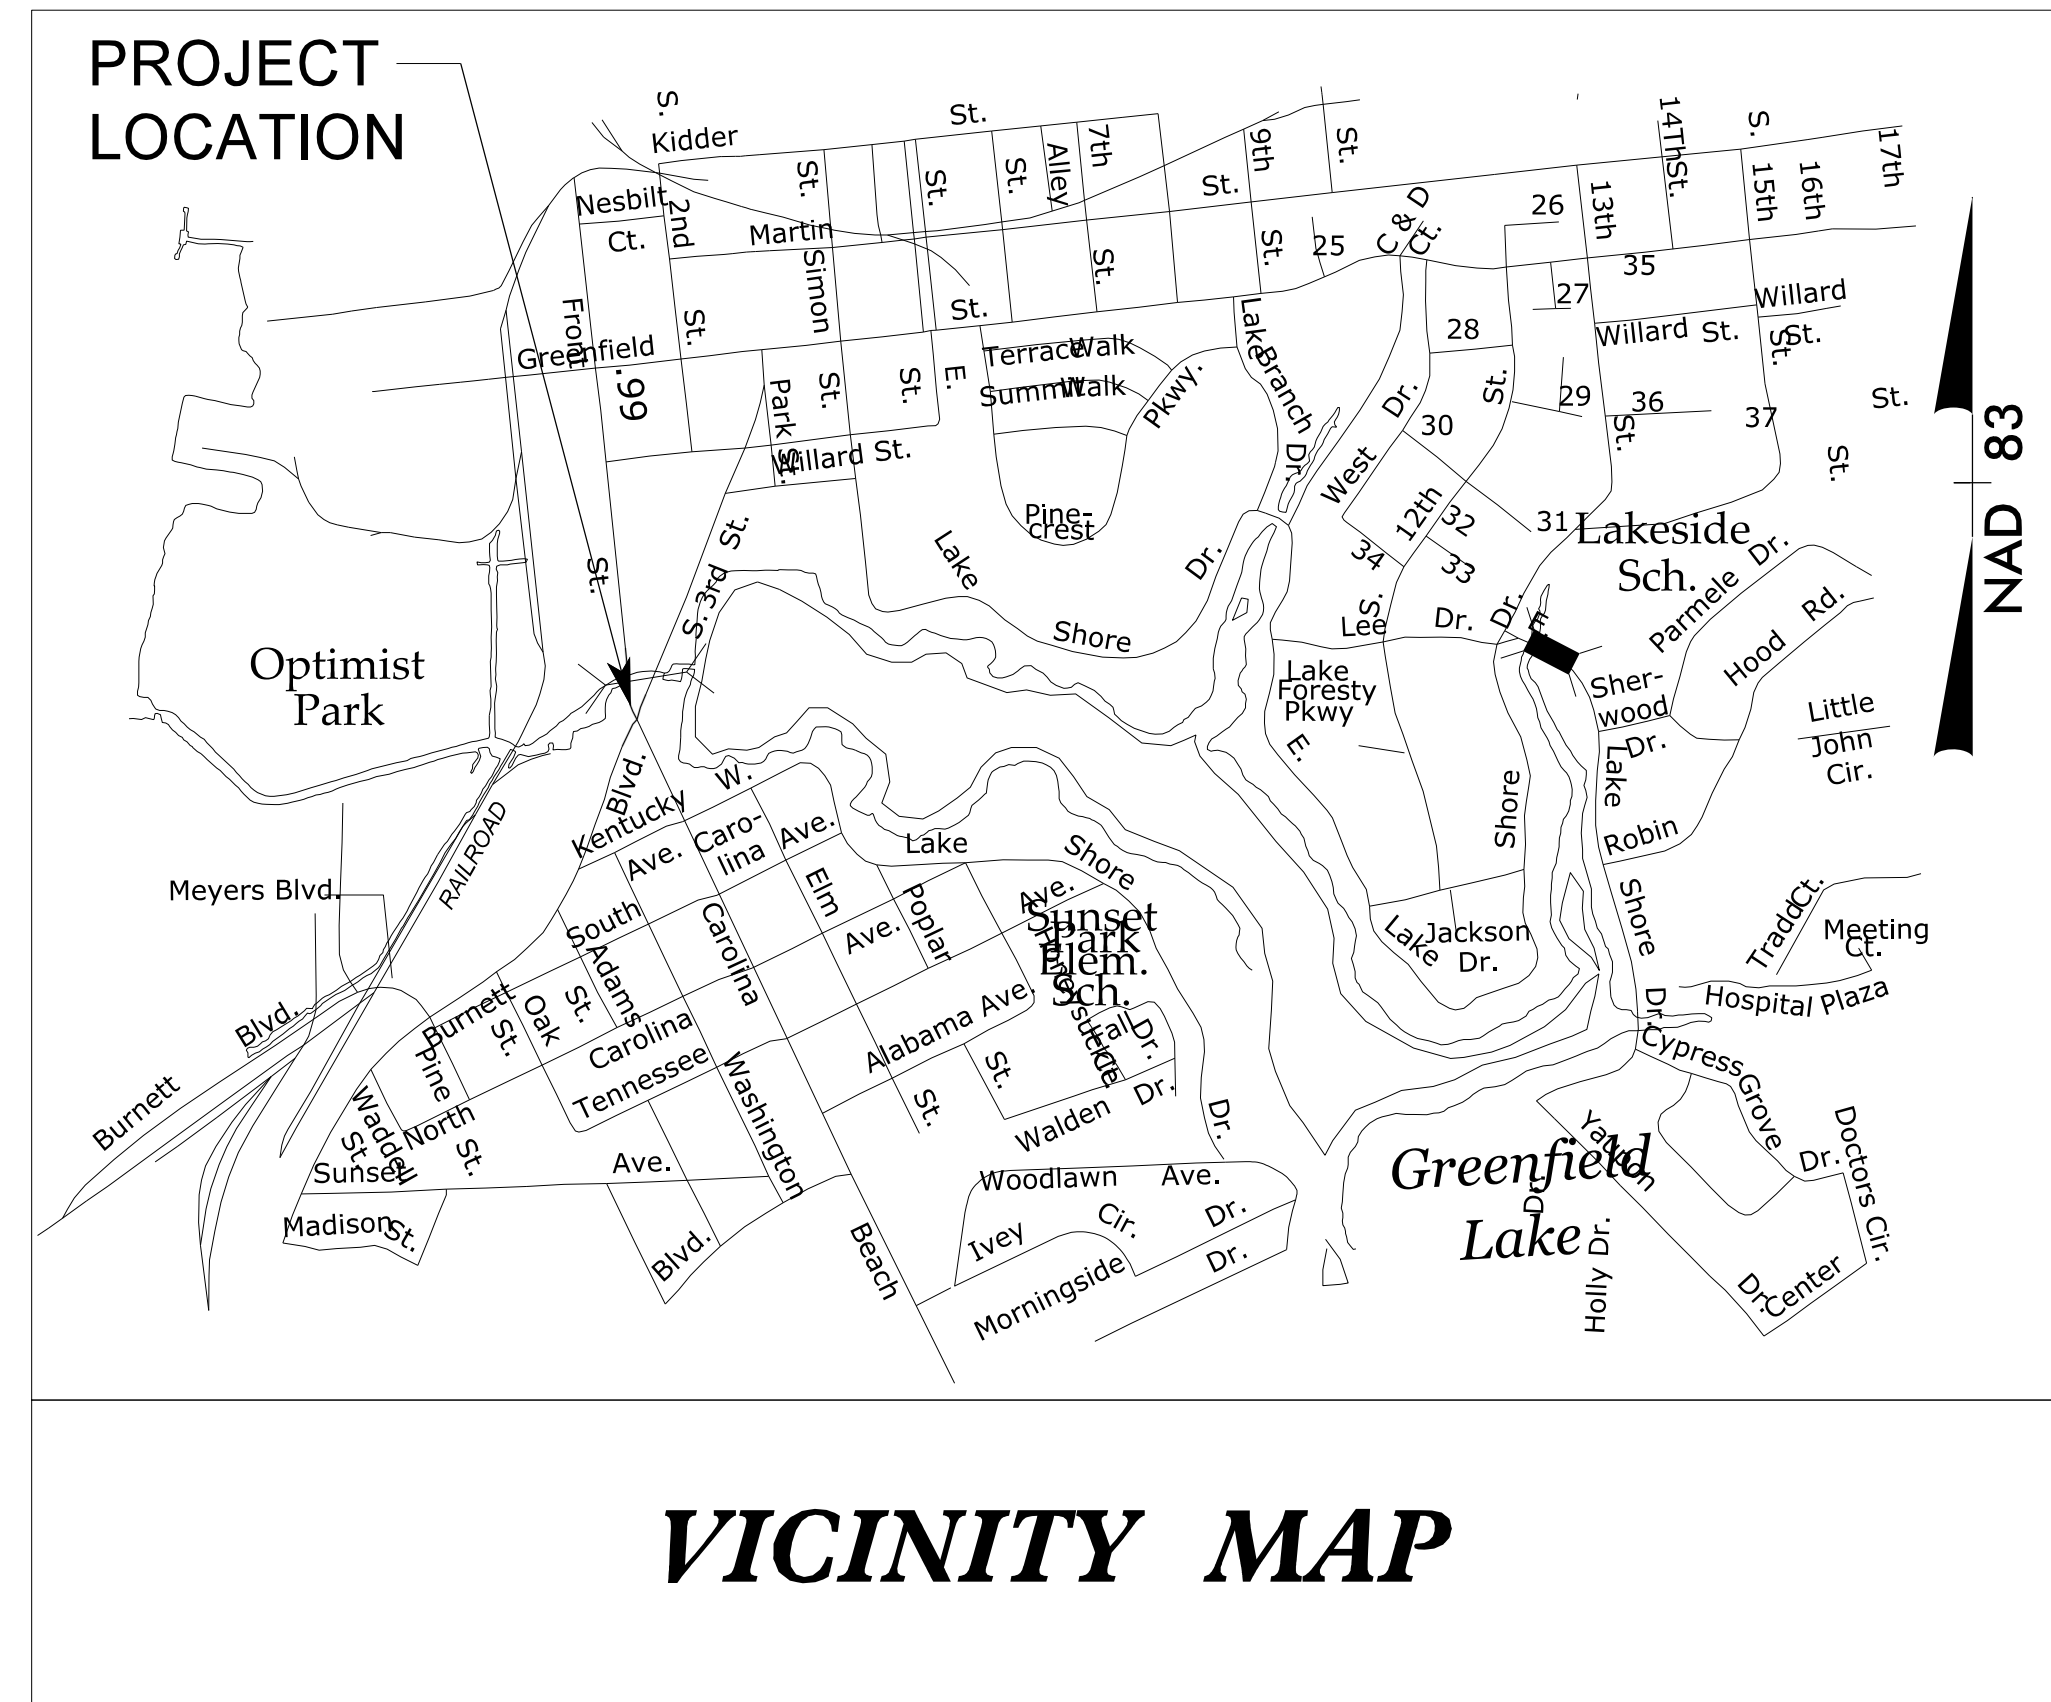 PROJECT
LOCATION
S.
Kidder
St.
St.
St.
St.
Alley
7th
St.
9th
St.
14Th
St.
S.
15th
16th
17th
Nesbilt
Ct.
2nd
Martin
Simon
St.
St.
St.
25
C & D
Ct.
26
13th
35
27
28
Willard
St.
Willard
St.
St.
Front
Greenfield
St.
.99
Park
St.
St.
St.
E.
Willard St.
Terrace Walk
Summit Walk
Pkwy.
Lake
Branch
Dr.
Pine-
crest
West
Dr.
St.
29
30
36
37
St.
St.
St.
12th
32
31
34
33
Lakeside
Sch.
NAD 83
St.
S. 3rd
St.
Lake
Shore
Dr.
Lee
S.
Dr.
Dr.
Parmele
Dr.
Hood
Rd.
Optimist
Park
Lake
Foresty
Pkwy
E.
Sher-
wood
Dr.
Little
John
Cir.
Lake
Shore
Robin
Blvd.
W.
Kentucky
Ave.
Caro-
lina
Ave.
Lake
Shore
RAILROAD
Meyers Blvd.
South
Adams
St.
Carolina
Elm
Ave.
Poplar
Ave.
Sunset
Park
Elem.
Sch.
Honeysuckle
Lake
Jackson
Dr.
Shore
Dr.
Tradd
Ct.
Meeting
Ct.
Hospital Plaza
Blvd.
Burnett
Burnett
St.
Oak
Pine
St.
Carolina
Tennessee
Washington
Alabama Ave.
St.
St.
Fall
Dr.
Walden
Dr.
Dr.
Cypress
Grove
Dr.
Waddell
St.
North
Sunset
Ave.
Madison
St.
Blvd.
Beach
Woodlawn
Ave.
Ivey
Cir.
Dr.
Morningside
Dr.
Greenfield
Lake
Dr.
Holly Dr.
Dr.
Center
Doctors Cir.
VICINITY MAP